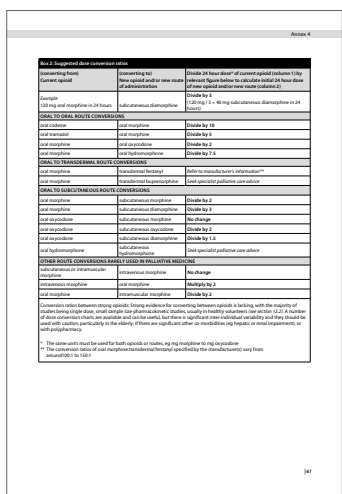 Annex 4
Box 2: Suggested dose conversion ratios
(converting from)
Current opioid
(converting to)
New opioid and/or new route
of administration
Divide 24 hour dose* of current opioid (column 1) by
relevant figure below to calculate initial 24 hour dose
of new opioid and/or new route (column 2)
Example
120 mg oral morphine in 24 hours
subcutaneous diamorphine
Divide by 3
(120 mg / 3 = 40 mg subcutaneous diamorphine in 24
hours)
ORAL TO ORAL ROUTE CONVERSIONS
oral codeine oral morphine Divide by 10
oral tramadol oral morphine Divide by 5
oral morphine oral oxycodone Divide by 2
oral morphine oral hydromorphone Divide by 7.5
ORAL TO TRANSDERMAL ROUTE CONVERSIONS
oral morphine transdermal fentanyl Refer to manufacturer's information**
oral morphine transdermal buprenorphine Seek specialist palliative care advice
ORAL TO SUBCUTANEOUS ROUTE CONVERSIONS
oral morphine subcutaneous morphine Divide by 2
oral morphine subcutaneous diamorphine Divide by 3
oral oxycodone subcutaneous morphine No change
oral oxycodone subcutaneous oxycodone Divide by 2
oral oxycodone subcutaneous diamorphine Divide by 1.5
oral hydromorphone
subcutaneous
hydromorphone
Seek specialist palliative care advice
OTHER ROUTE CONVERSIONS RARELY USED IN PALLIATIVE MEDICINE
subcutaneous or intramuscular
morphine
intravenous morphine No change
intravenous morphine oral morphine Multiply by 2
oral morphine intramuscular morphine Divide by 2
Conversion ratios between strong opioids: Strong evidence for converting between opioids is lacking, with the majority of
studies being single dose, small sample size pharmacokinetic studies, usually in healthy volunteers (see section 12.2). A number
of dose conversion charts are available and can be useful, but there is significant inter-individual variability and they should be
used with caution, particularly in the elderly; if there are significant other co-morbidities (eg hepatic or renal impairment); or
with polypharmacy.
* The same units must be used for both opioids or routes, eg mg morphine to mg oxycodone
** The conversion ratios of oral morphine:transdermal fentanyl specified by the manufacturer(s) vary from
around100:1 to 150:1
|61